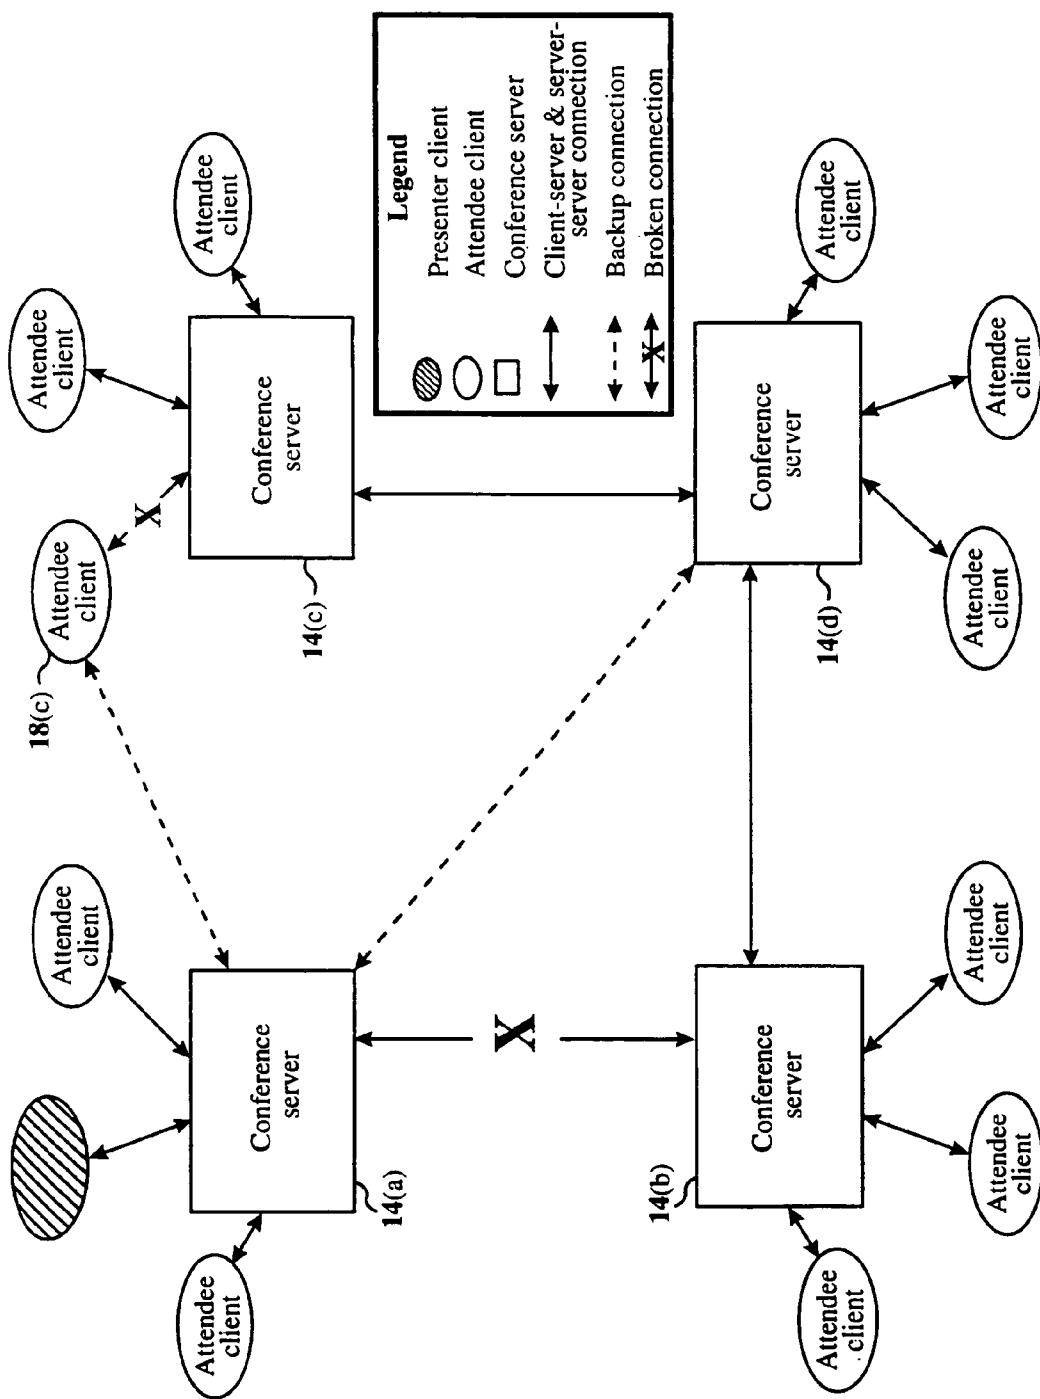 Attendee
client
Attendee
client
Conference
server
14(a)
18(c)
Attendee
client
X
Attendee
client
Attendee
client
Conference
server
14(c)
X
Legend
Presenter client
Attendee client
Conference server
Client-server & server-
server connection
Backup connection
X
Broken connection
14(b)
Conference
server
Attendee
client
Attendee
client
Attendee
client
14(d)
Conference
server
Attendee
client
Attendee
client
Attendee
client